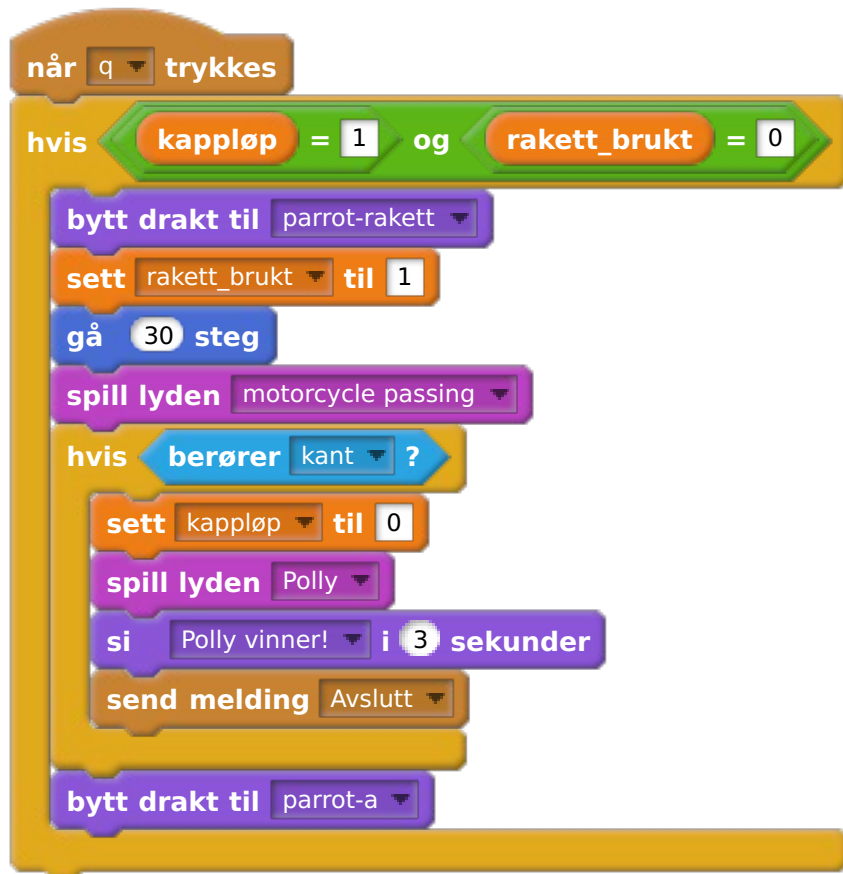 når q trykkes
hvis kappløp = 1 og rakett_brukt = 0
bytt drakt til parrot-rakett
sett rakett_brukt til 1
gå 30 steg
spill lyden motorcycle passing
hvis berører kant ?
sett kappløp til 0
spill lyden Polly
si Polly vinner! i 3 sekunder
send melding Avslutt
bytt drakt til parrot-a